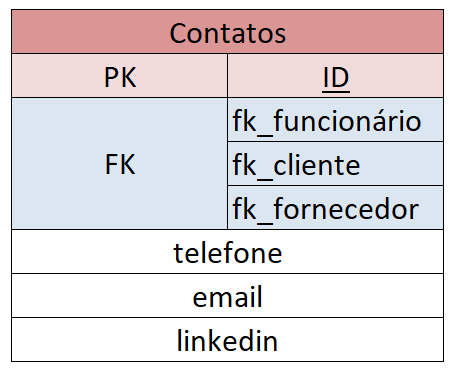 Contatos
PK ID
fk_funcionário
FK fk_cliente
fk_fornecedor
telefone
email
linkedin